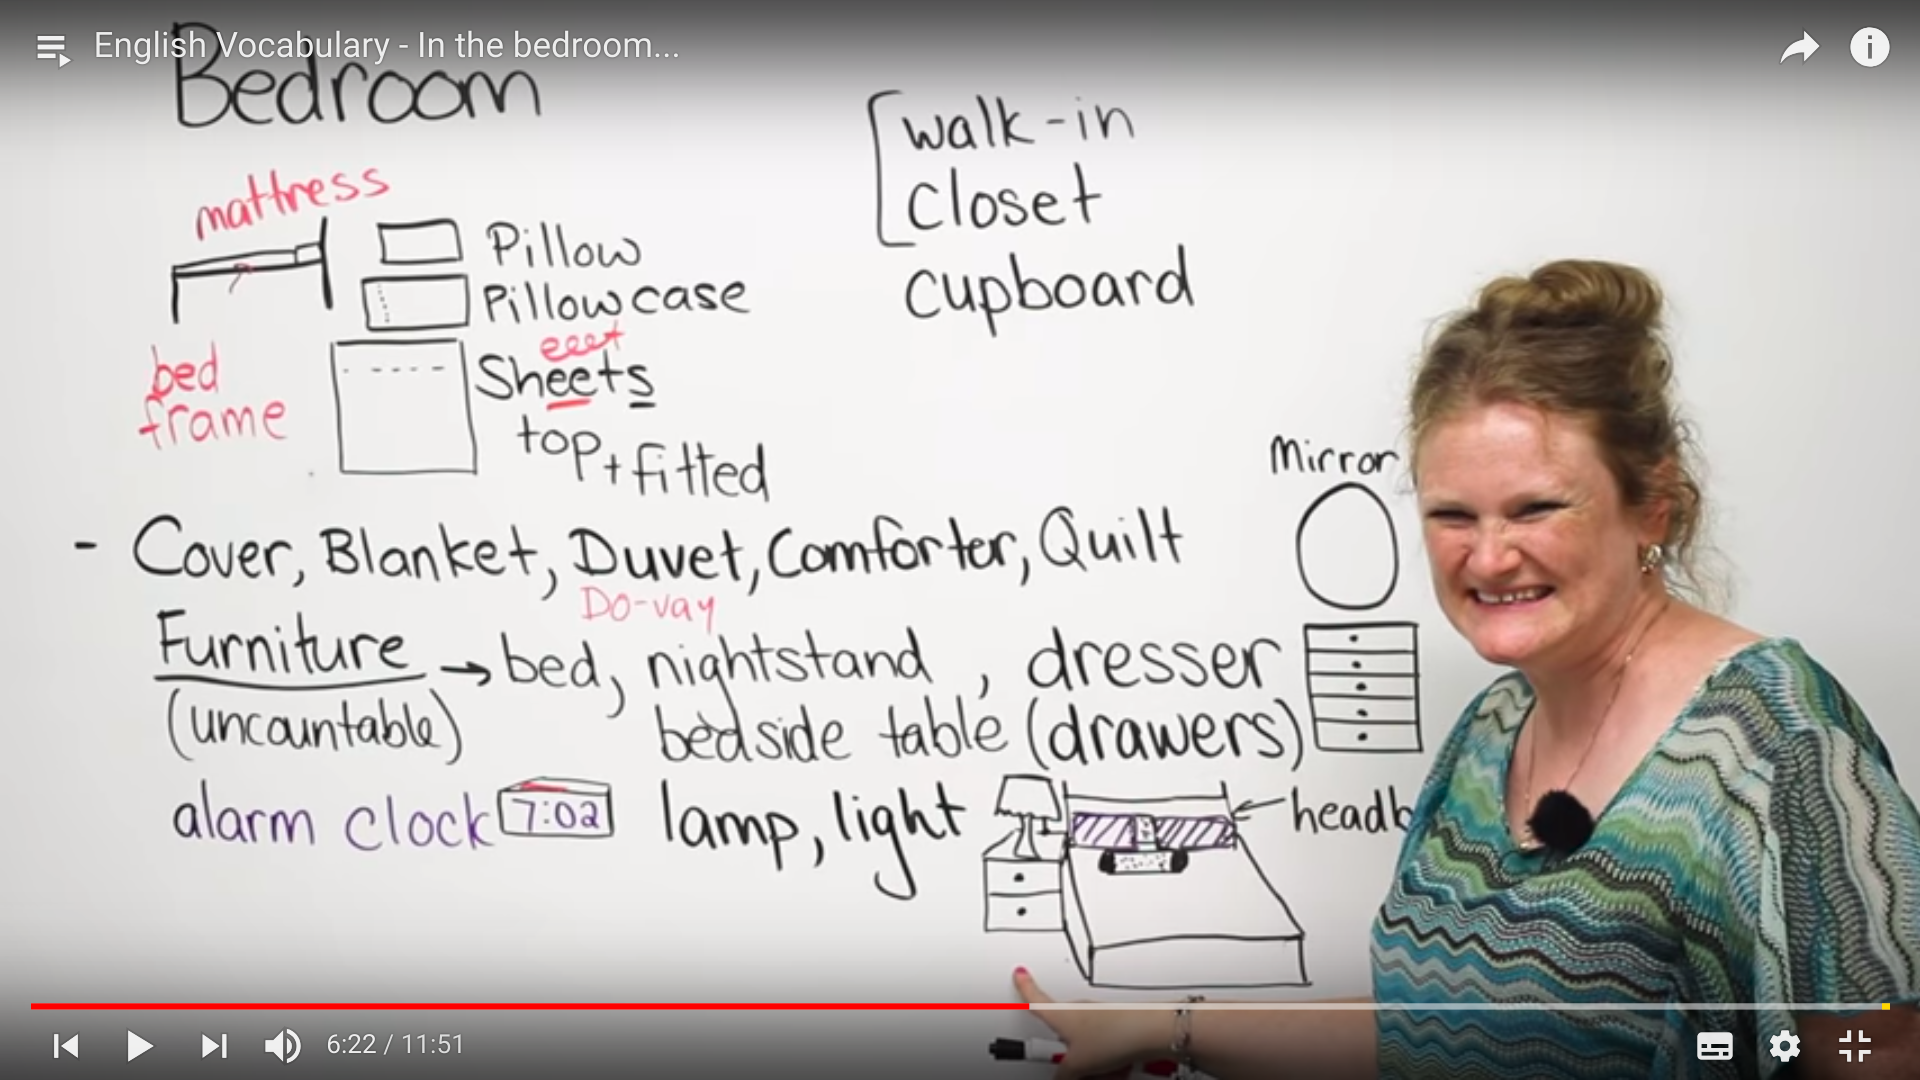 English Vocabulary - In the bedroom...
Bedroom
walk-in
closet
cupboard
mattress
Pillow
Pillowcase
eeet
Sheets
top + fitted
bed
frame
Mirror
- Cover, Blanket, Duvet, Comforter, Quilt
Do-vay
Furniture → bed, nightstand, dresser
(uncountable) bedside table (drawers)
alarm clock 7:02 lamp, light
headb
6:22 / 11:51